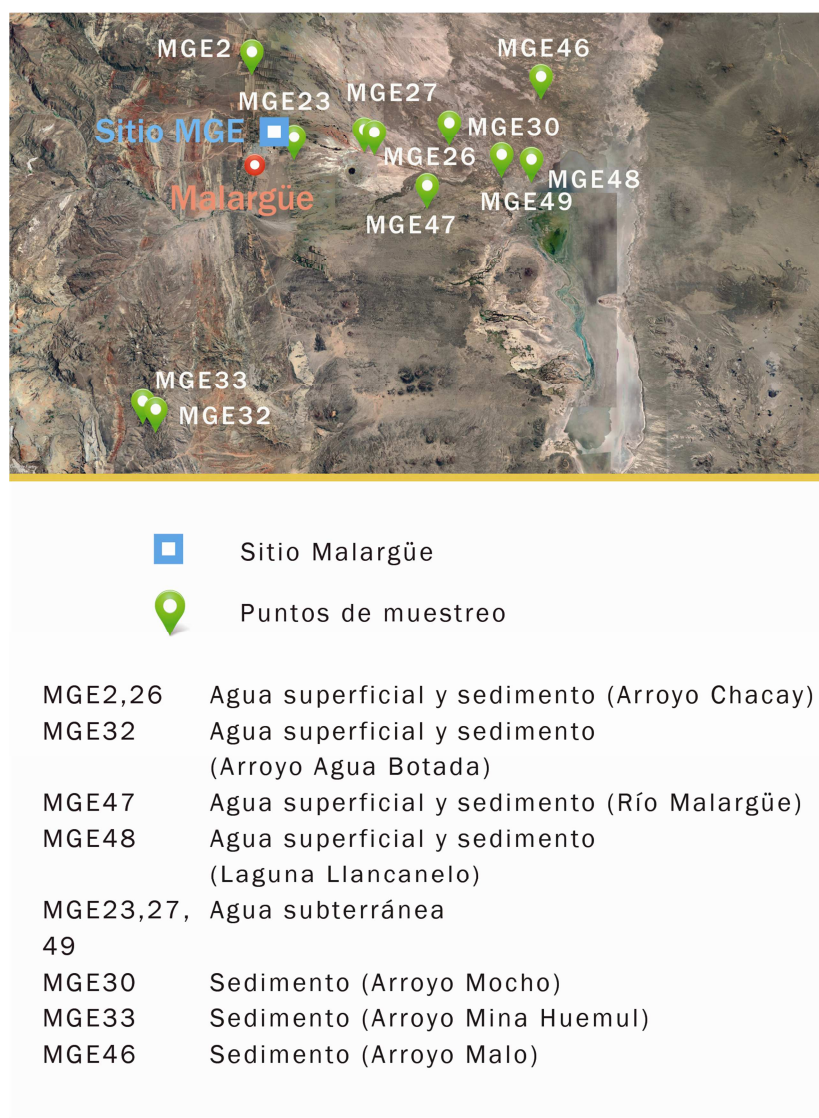 MGE2
MGE46
MGE23
MGE27
Sitio MGE
MGE30
MGE26
Malargüe
MGE48
MGE49
MGE47
MGE33
MGE32
Sitio Malargüe
Puntos de muestreo
MGE2,26 Agua superficial y sedimento (Arroyo Chacay)
MGE32 Agua superficial y sedimento
(Arroyo Agua Botada)
MGE47 Agua superficial y sedimento (Río Malargüe)
MGE48 Agua superficial y sedimento
(Laguna Llancanelo)
MGE23,27, Agua subterránea
49
MGE30 Sedimento (Arroyo Mocho)
MGE33 Sedimento (Arroyo Mina Huemul)
MGE46 Sedimento (Arroyo Malo)